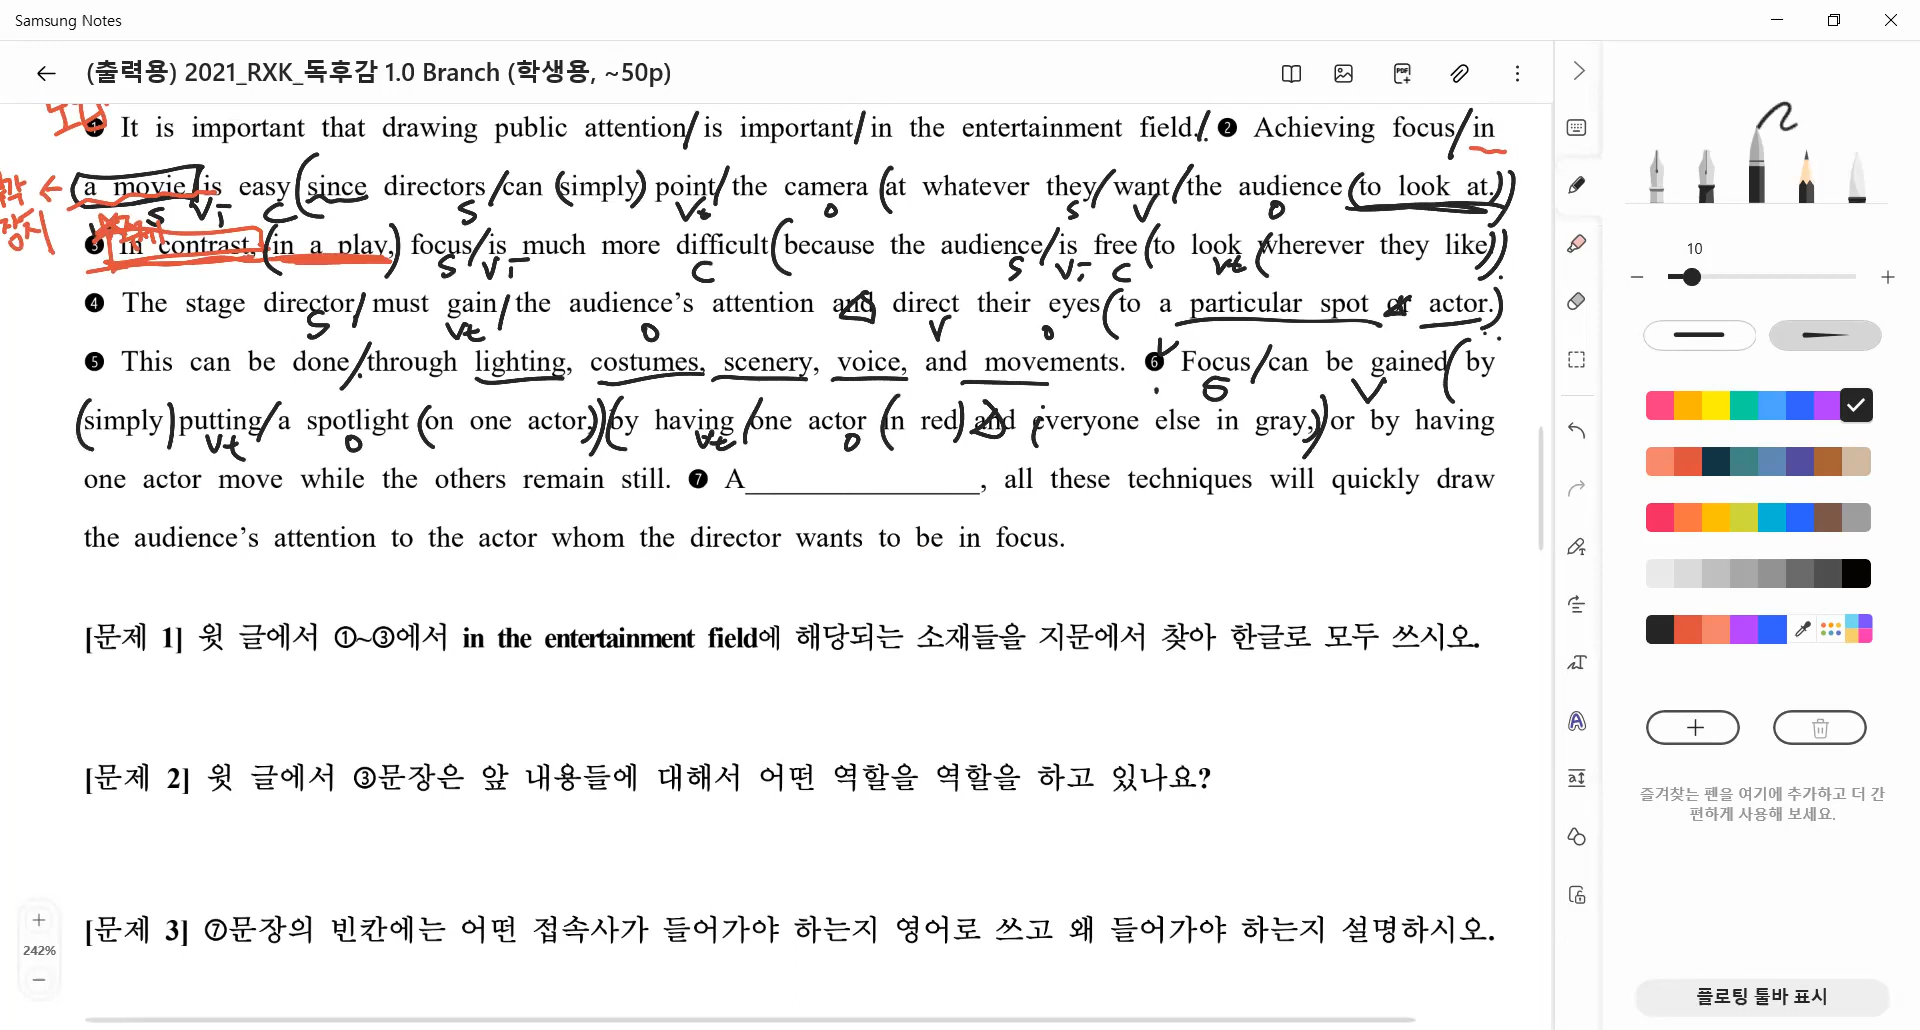 Samsung Notes
(출력용) 2021_RXK_독후감 1.0 Branch (학생용, ~50p)
❶ It is important that drawing public attention is important in the entertainment field. ❷ Achieving focus in
a movie is easy since directors can simply point the camera at whatever they want the audience to look at.
S Vi C S Vt O S V O
❸ In contrast, in a play, focus is much more difficult because the audience is free to look wherever they like
S Vi C S Vi C Vt
❹ The stage director must gain the audience's attention and direct their eyes to a particular spot or actor.
S Vt O V O
❺ This can be done through lighting, costumes, scenery, voice, and movements. ❻ Focus can be gained by
S V
simply putting a spotlight on one actor, by having one actor in red and everyone else in gray, or by having
Vt O Vt O
one actor move while the others remain still. ❼ A________________, all these techniques will quickly draw
the audience's attention to the actor whom the director wants to be in focus.
[문제 1] 윗 글에서 ①~③에서 in the entertainment field에 해당되는 소재들을 지문에서 찾아 한글로 모두 쓰시오.
[문제 2] 윗 글에서 ③문장은 앞 내용들에 대해서 어떤 역할을 역할을 하고 있나요?
[문제 3] ⑦문장의 빈칸에는 어떤 접속사가 들어가야 하는지 영어로 쓰고 왜 들어가야 하는지 설명하시오.
242%
10
즐겨찾는 펜을 여기에 추가하고 더 간
편하게 사용해 보세요.
플로팅 툴바 표시